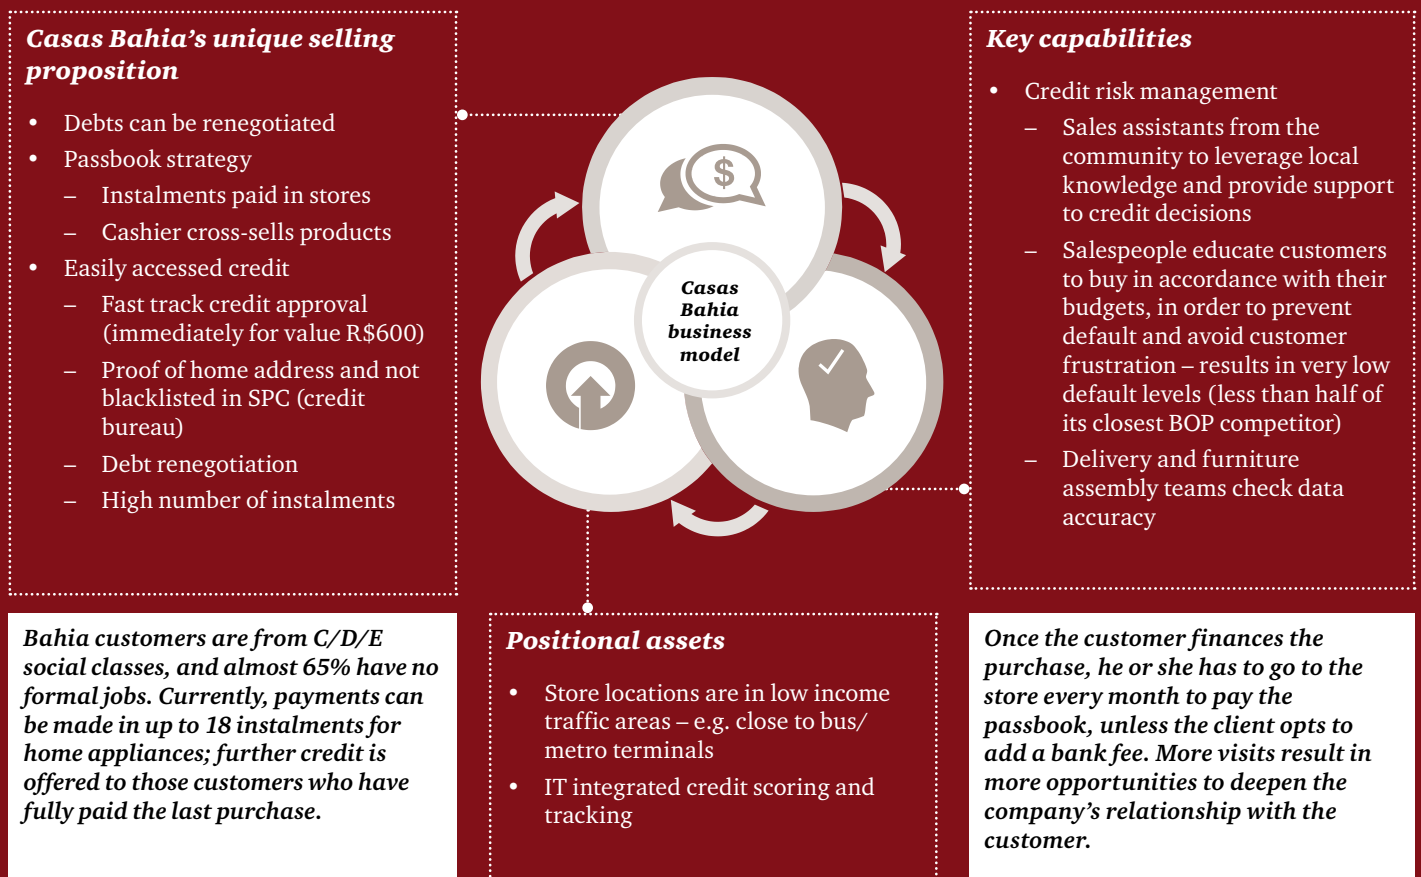 Casas Bahia’s unique selling
proposition
• Debts can be renegotiated
• Passbook strategy
– Instalments paid in stores
– Cashier cross-sells products
• Easily accessed credit
– Fast track credit approval
(immediately for value R$600)
– Proof of home address and not
blacklisted in SPC (credit
bureau)
– Debt renegotiation
– High number of instalments
$
Casas
Bahia
business
model
Key capabilities
• Credit risk management
– Sales assistants from the
community to leverage local
knowledge and provide support
to credit decisions
– Salespeople educate customers
to buy in accordance with their
budgets, in order to prevent
default and avoid customer
frustration – results in very low
default levels (less than half of
its closest BOP competitor)
– Delivery and furniture
assembly teams check data
accuracy
Bahia customers are from C/D/E
social classes, and almost 65% have no
formal jobs. Currently, payments can
be made in up to 18 instalments for
home appliances; further credit is
offered to those customers who have
fully paid the last purchase.
Positional assets
• Store locations are in low income
traffic areas – e.g. close to bus/
metro terminals
• IT integrated credit scoring and
tracking
Once the customer finances the
purchase, he or she has to go to the
store every month to pay the
passbook, unless the client opts to
add a bank fee. More visits result in
more opportunities to deepen the
company’s relationship with the
customer.